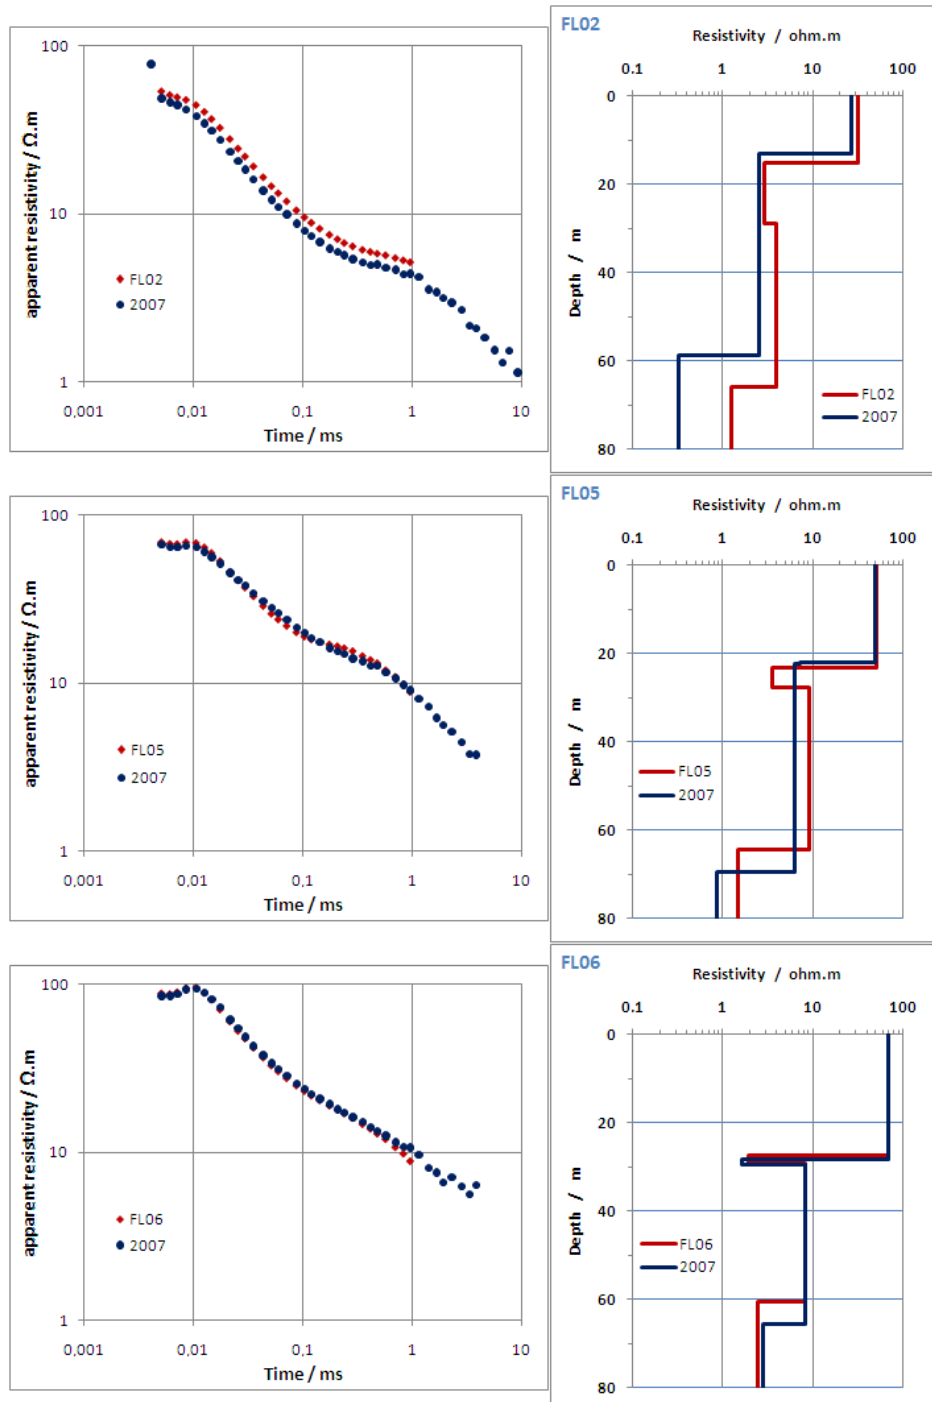 FL02
Resistivity / ohm.m
0.1 1 10 100
0
20
40
60
80
Depth / m
FL02
2007
100
10
1
0,001 0,01 0,1 1 10
Time / ms
apparent resistivity / Ω.m
FL02
2007
FL05
Resistivity / ohm.m
0.1 1 10 100
0
20
40
60
80
Depth / m
FL05
2007
100
10
1
0,001 0,01 0,1 1 10
Time / ms
apparent resistivity / Ω.m
FL05
2007
FL06
Resistivity / ohm.m
0.1 1 10 100
0
20
40
60
80
Depth / m
FL06
2007
100
10
1
0,001 0,01 0,1 1 10
Time / ms
apparent resistivity / Ω.m
FL06
2007